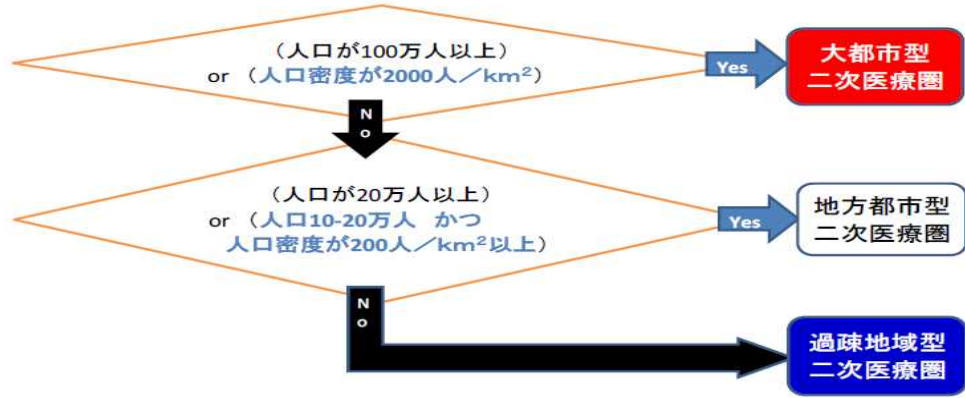 （人口が100万人以上）
or （人口密度が2000人／km²）
Yes
大都市型
二次医療圏
No
（人口が20万人以上）
or （人口10-20万人 かつ
人口密度が200人／km²以上）
Yes
地方都市型
二次医療圏
No
過疎地域型
二次医療圏